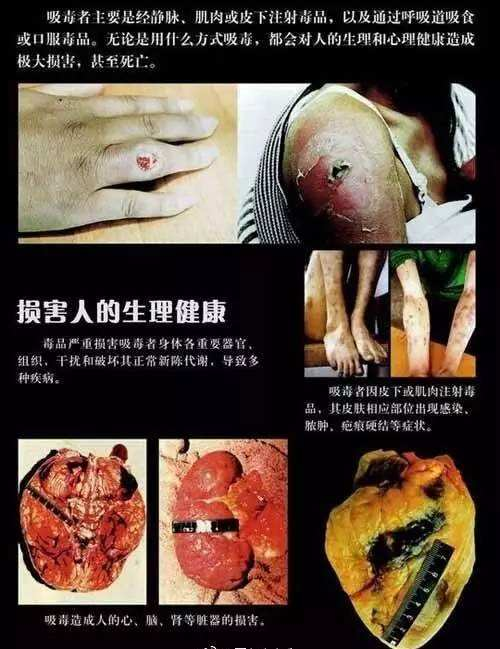 吸毒者主要是经静脉、肌肉或皮下注射毒品，以及通过呼吸道吸食
或口服毒品。无论是用什么方式吸毒，都会对人的生理和心理健康造成
极大损害，甚至死亡。
损害人的生理健康
毒品严重损害吸毒者身体各重要器官、
组织，干扰和破坏其正常新陈代谢，导致多
种疾病。
吸毒者因皮下或肌肉注射毒
品，其皮肤相应部位出现感染、
脓肿、疤痕硬结等症状。
吸毒造成人的心、脑、肾等脏器的损害。